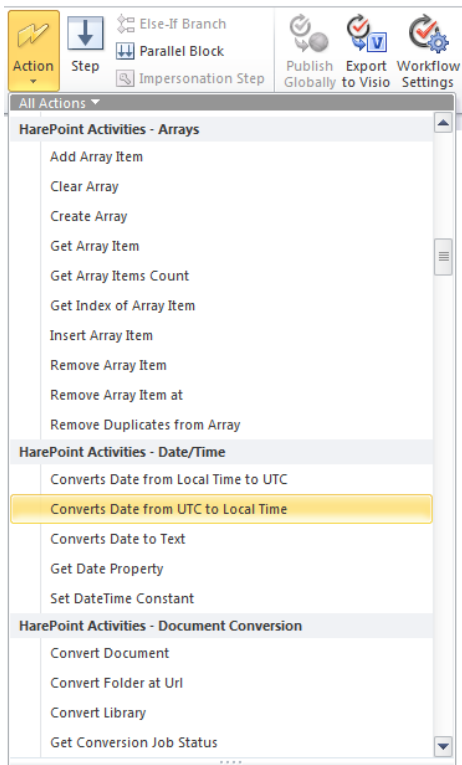 Action
Step
Else-If Branch
Parallel Block
Impersonation Step
Publish
Globally
Export
to Visio
Workflow
Settings
All Actions
HarePoint Activities - Arrays
Add Array Item
Clear Array
Create Array
Get Array Item
Get Array Items Count
Get Index of Array Item
Insert Array Item
Remove Array Item
Remove Array Item at
Remove Duplicates from Array
HarePoint Activities - Date/Time
Converts Date from Local Time to UTC
Converts Date from UTC to Local Time
Converts Date to Text
Get Date Property
Set DateTime Constant
HarePoint Activities - Document Conversion
Convert Document
Convert Folder at Url
Convert Library
Get Conversion Job Status